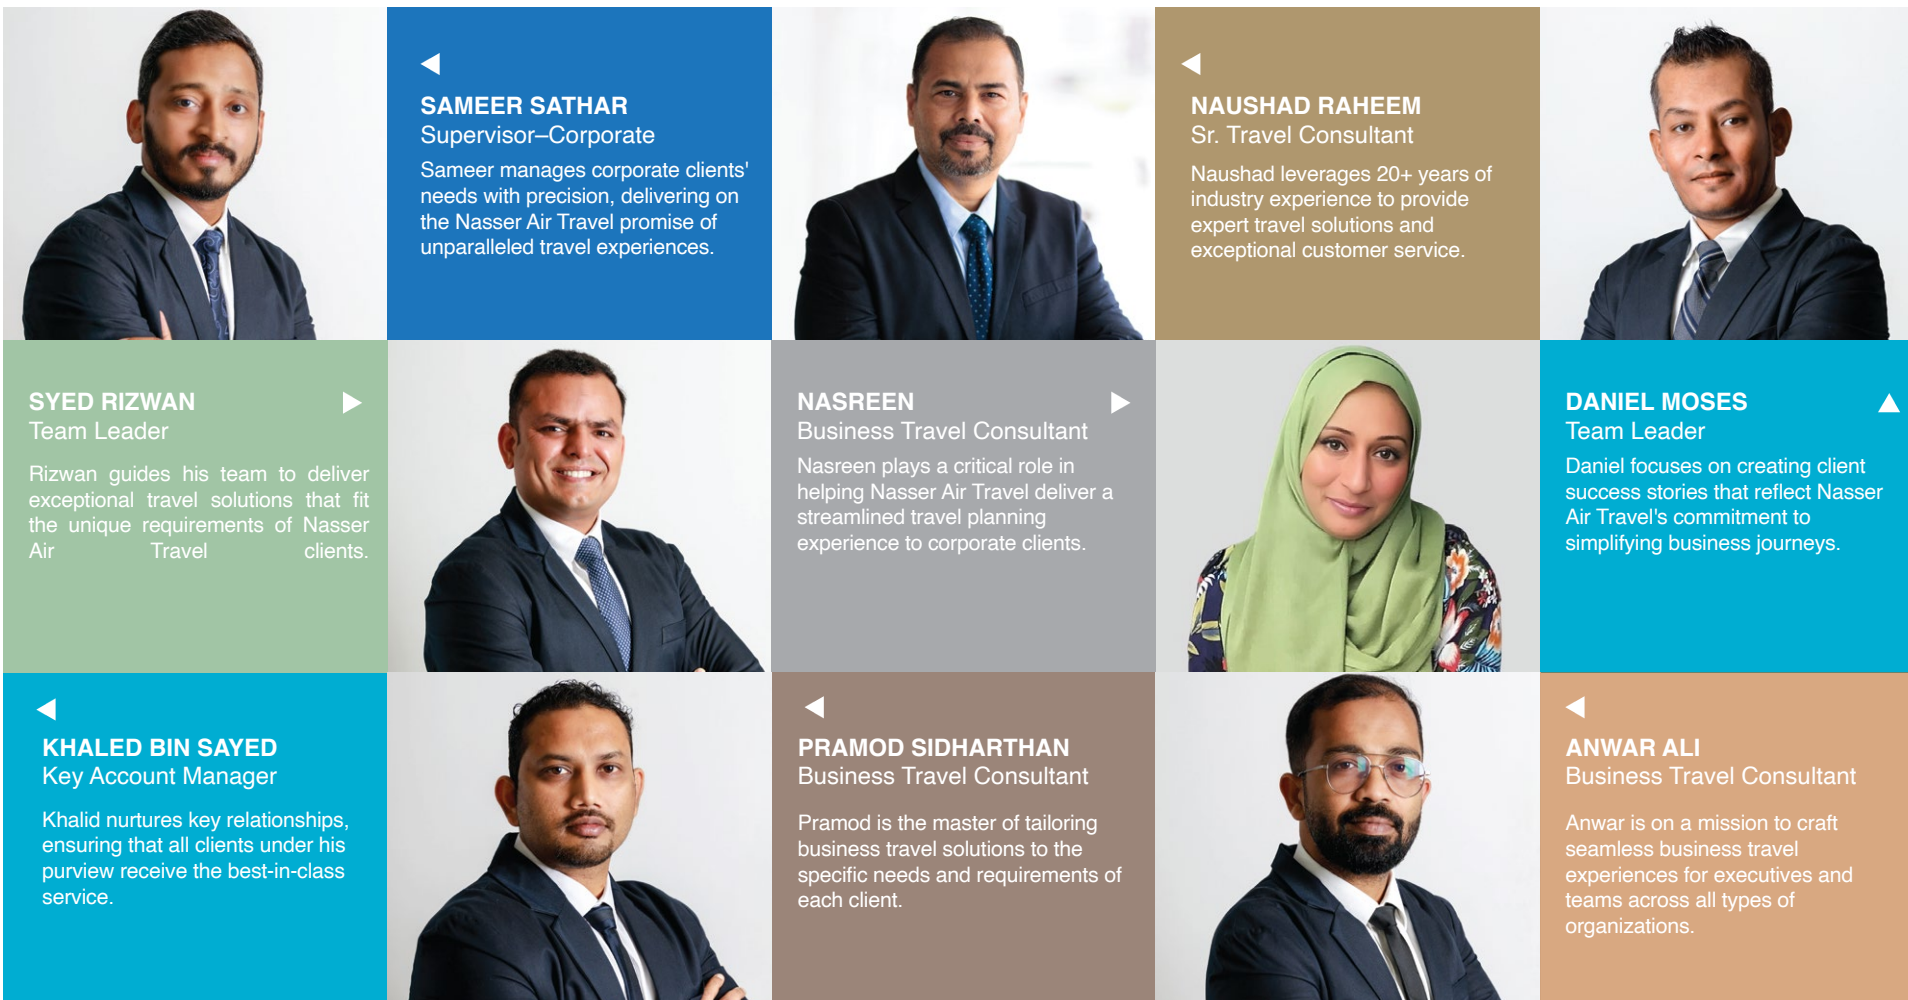 SAMEER SATHAR
Supervisor–Corporate
Sameer manages corporate clients'
needs with precision, delivering on
the Nasser Air Travel promise of
unparalleled travel experiences.
NAUSHAD RAHEEM
Sr. Travel Consultant
Naushad leverages 20+ years of
industry experience to provide
expert travel solutions and
exceptional customer service.
SYED RIZWAN
Team Leader
Rizwan guides his team to deliver
exceptional travel solutions that fit
the unique requirements of Nasser
Air Travel clients.
NASREEN
Business Travel Consultant
Nasreen plays a critical role in
helping Nasser Air Travel deliver a
streamlined travel planning
experience to corporate clients.
DANIEL MOSES
Team Leader
Daniel focuses on creating client
success stories that reflect Nasser
Air Travel's commitment to
simplifying business journeys.
KHALED BIN SAYED
Key Account Manager
Khalid nurtures key relationships,
ensuring that all clients under his
purview receive the best-in-class
service.
PRAMOD SIDHARTHAN
Business Travel Consultant
Pramod is the master of tailoring
business travel solutions to the
specific needs and requirements of
each client.
ANWAR ALI
Business Travel Consultant
Anwar is on a mission to craft
seamless business travel
experiences for executives and
teams across all types of
organizations.